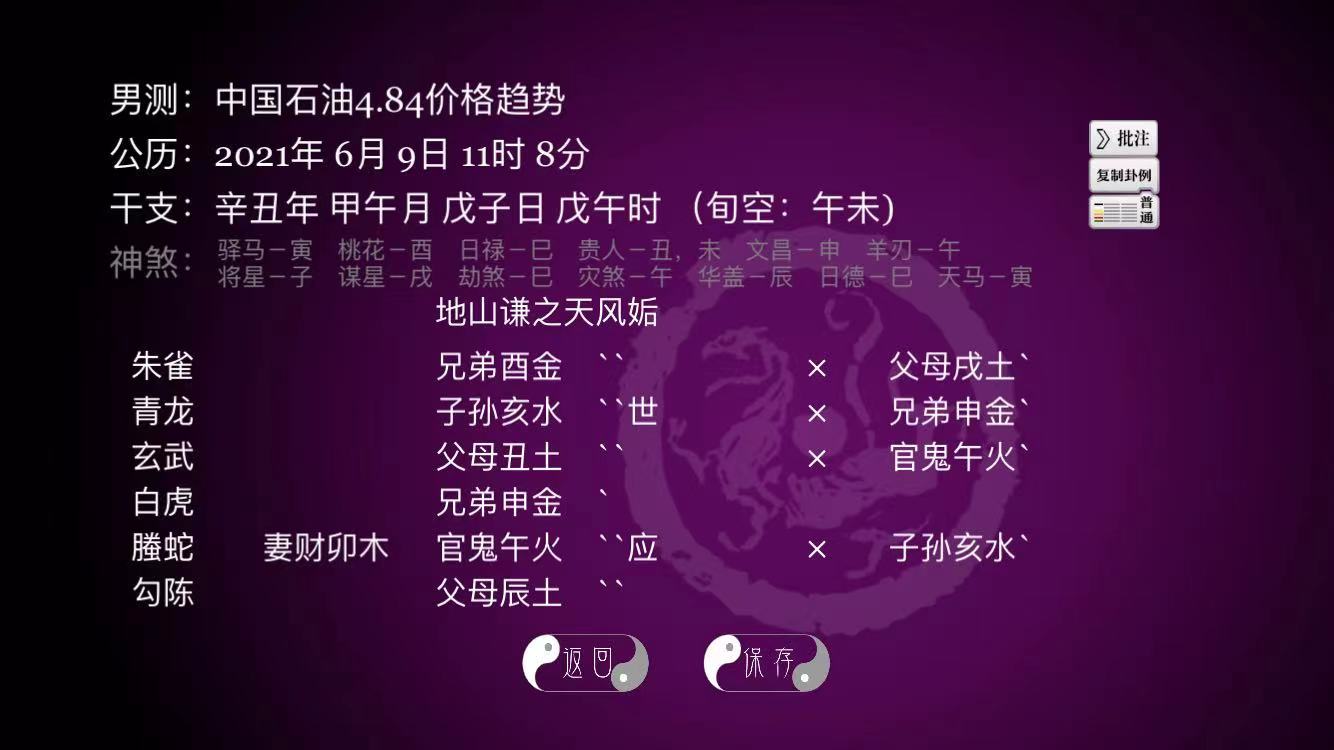 男测：中国石油4.84价格趋势
公历：2021年 6月 9日 11时 8分
干支：辛丑年 甲午月 戊子日 戊午时 （旬空：午未）
神煞：
驿马－寅 桃花－酉 日禄－巳 贵人－丑，未 文昌－申 羊刃－午
将星－子 谋星－戌 劫煞－巳 灾煞－午 华盖－辰 日德－巳 天马－寅
批注
复制卦例
普通
地山谦之天风姤
朱雀 兄弟酉金 ` ` × 父母戌土`
青龙 子孙亥水 ` `世 × 兄弟申金`
玄武 父母丑土 ` ` × 官鬼午火`
白虎 兄弟申金 `
螣蛇 妻财卯木 官鬼午火 ` `应 × 子孙亥水`
勾陈 父母辰土 ` `
返回 保存